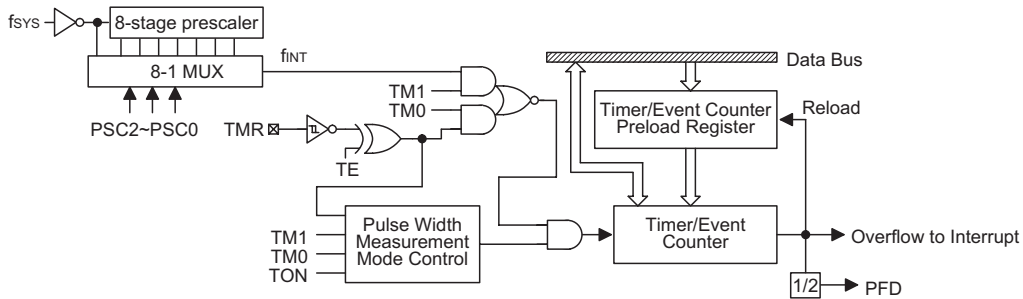 fSYS
8-stage prescaler
8-1 MUX
fINT
PSC2~PSC0
TM1
TM0
TMR
TE
Data Bus
Timer/Event Counter
Preload Register
Reload
TM1
TM0
TON
Pulse Width
Measurement
Mode Control
Timer/Event
Counter
Overflow to Interrupt
1/2
PFD